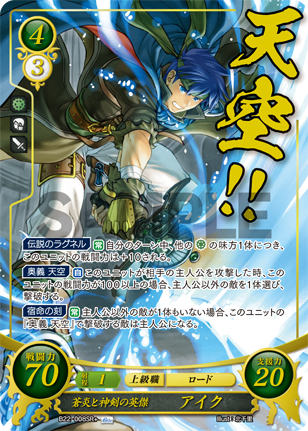 4
3
天空!!
SAMPLE
伝説のラグネル 常 自分のターン中、他の の味方1体につき、
このユニットの戦闘力は+10される。
奥義 天空 自 このユニットが相手の主人公を攻撃した時、この
ユニットの戦闘力が100以上の場合、主人公以外の敵を1体選び、
撃破する。
宿命の刻 常 主人公以外の敵が1体もいない場合、このユニットの
『奥義 天空』で撃破する敵は主人公になる。
戦闘力
70
射程 1
上級職
ロード
支援力
20
蒼炎と神剣の英傑 アイク
B22-008SR+
Illust.北千里